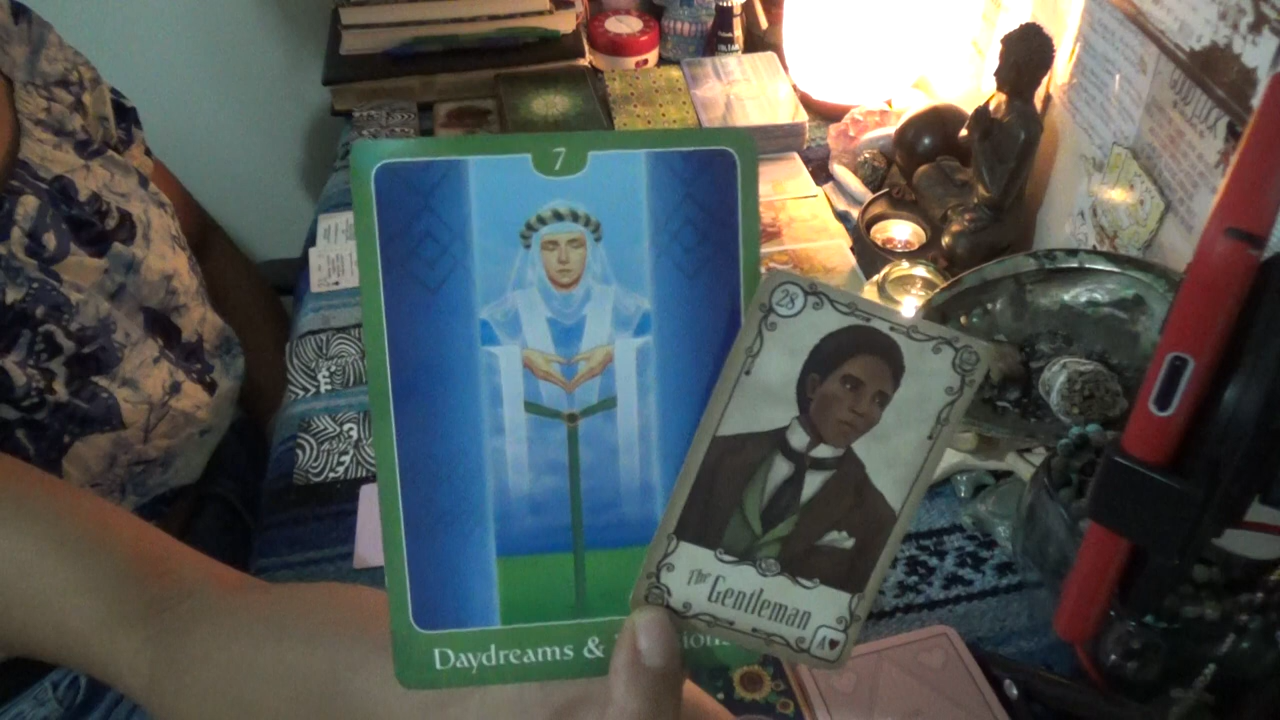 7
Daydreams &
28
The Gentleman
A♥